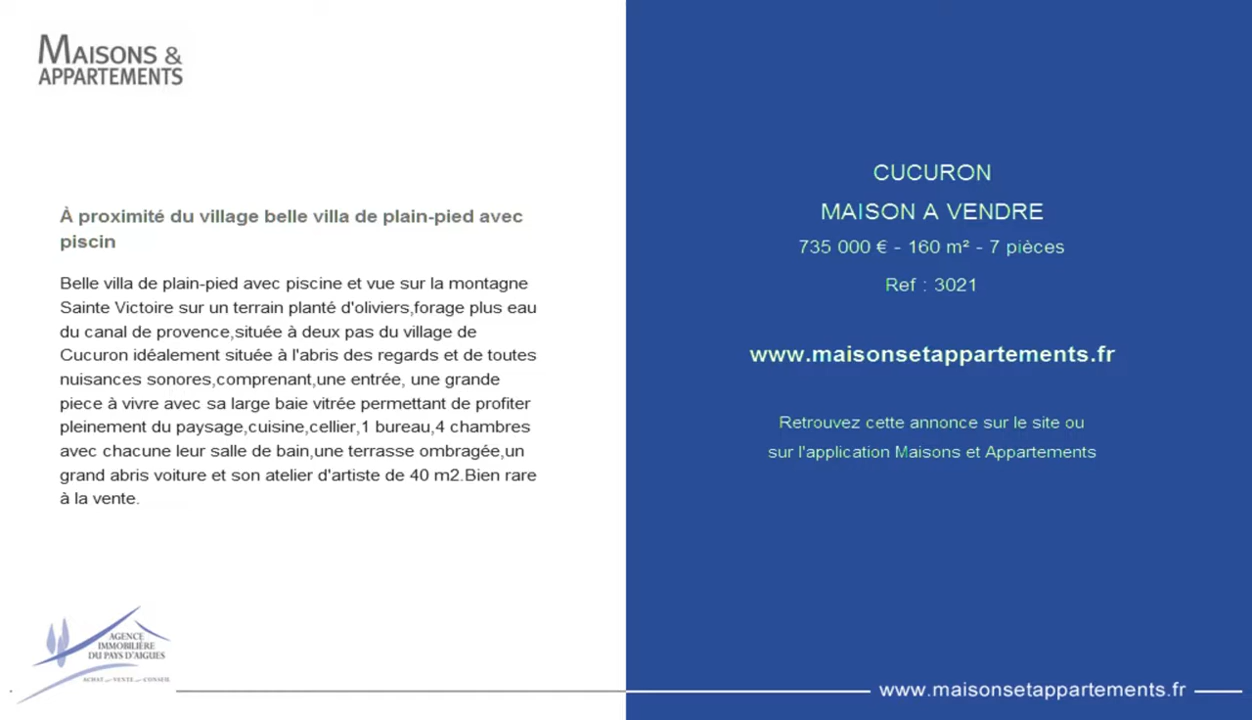 MAISONS &
APPARTEMENTS
À proximité du village belle villa de plain-pied avec
piscin
Belle villa de plain-pied avec piscine et vue sur la montagne
Sainte Victoire sur un terrain planté d'oliviers,forage plus eau
du canal de provence,située à deux pas du village de
Cucuron idéalement située à l'abris des regards et de toutes
nuisances sonores,comprenant,une entrée, une grande
piece à vivre avec sa large baie vitrée permettant de profiter
pleinement du paysage,cuisine,cellier,1 bureau,4 chambres
avec chacune leur salle de bain,une terrasse ombragée,un
grand abris voiture et son atelier d'artiste de 40 m2.Bien rare
à la vente.
AGENCE
IMMOBILIÈRE
DU PAYS D'AIGUES
ACHAT VENTE CONSEIL
CUCURON
MAISON A VENDRE
735 000 € - 160 m² - 7 pièces
Ref : 3021
www.maisonsetappartements.fr
Retrouvez cette annonce sur le site ou
sur l'application Maisons et Appartements
www.maisonsetappartements.fr